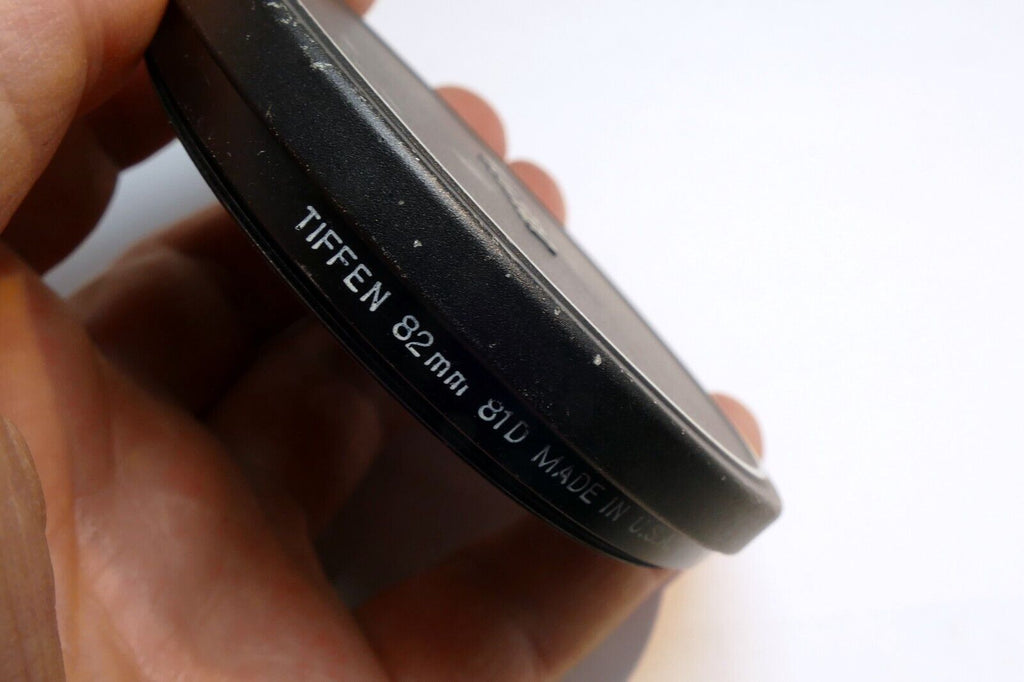 TIFFEN 82mm 81D MADE IN U.S.A